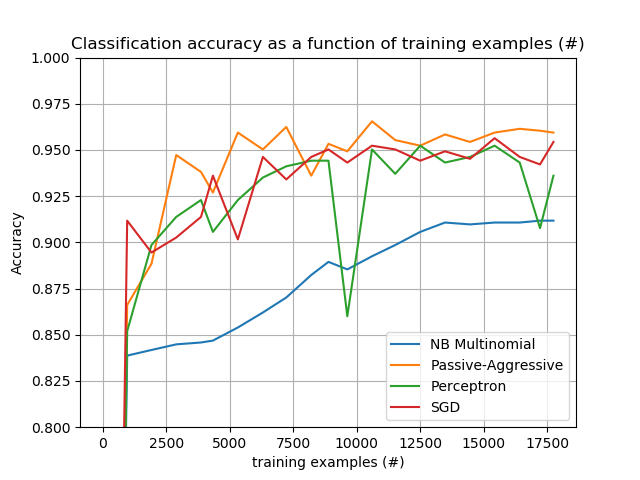 Classification accuracy as a function of training examples (#)
1.000
0.975
0.950
0.925
0.900
0.875
0.850
0.825
0.800
Accuracy
NB Multinomial
Passive-Aggressive
Perceptron
SGD
0 2500 5000 7500 10000 12500 15000 17500
training examples (#)